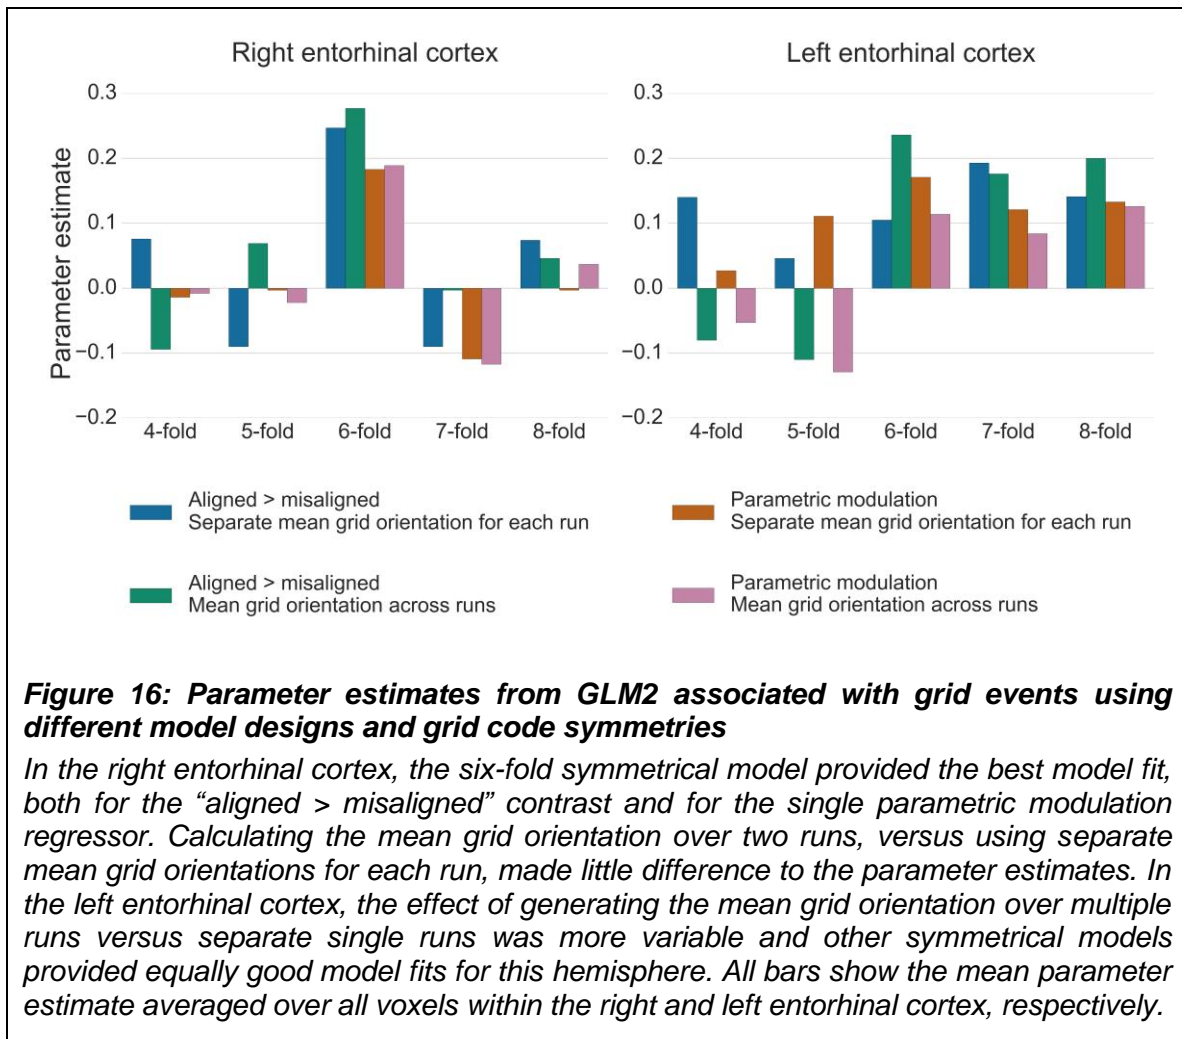 Right entorhinal cortex
Left entorhinal cortex
Parameter estimate
0.3
0.2
0.1
0.0
−0.1
−0.2
4-fold 5-fold 6-fold 7-fold 8-fold
0.3
0.2
0.1
0.0
−0.1
−0.2
4-fold 5-fold 6-fold 7-fold 8-fold
Aligned > misaligned
Separate mean grid orientation for each run
Parametric modulation
Separate mean grid orientation for each run
Aligned > misaligned
Mean grid orientation across runs
Parametric modulation
Mean grid orientation across runs
Figure 16: Parameter estimates from GLM2 associated with grid events using
different model designs and grid code symmetries
In the right entorhinal cortex, the six-fold symmetrical model provided the best model fit,
both for the “aligned > misaligned” contrast and for the single parametric modulation
regressor. Calculating the mean grid orientation over two runs, versus using separate
mean grid orientations for each run, made little difference to the parameter estimates. In
the left entorhinal cortex, the effect of generating the mean grid orientation over multiple
runs versus separate single runs was more variable and other symmetrical models
provided equally good model fits for this hemisphere. All bars show the mean parameter
estimate averaged over all voxels within the right and left entorhinal cortex, respectively.